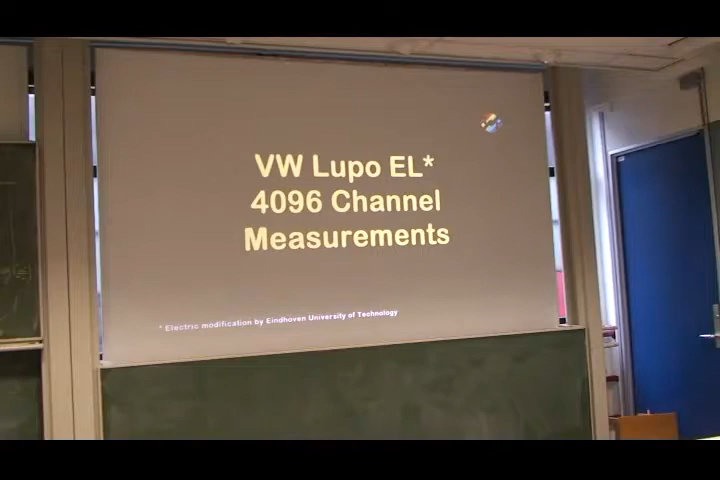 VW Lupo EL*
4096 Channel
Measurements
* Electric modification by Eindhoven University of Technology